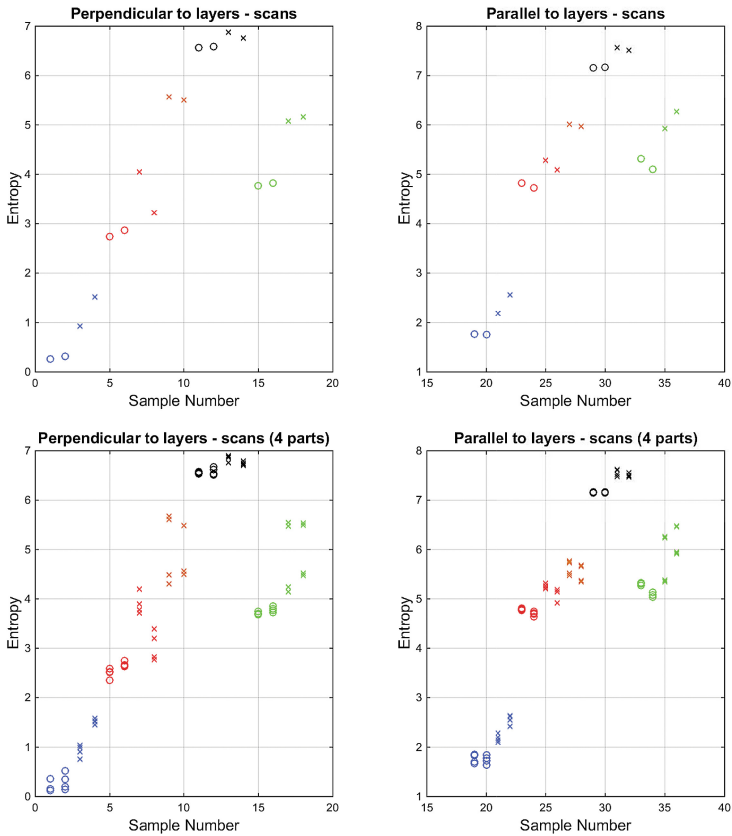 Perpendicular to layers - scans
7
6
5
4
3
2
1
0
Entropy
0 5 10 15 20
Sample Number
Parallel to layers - scans
8
7
6
5
4
3
2
1
Entropy
15 20 25 30 35 40
Sample Number
Perpendicular to layers - scans (4 parts)
7
6
5
4
3
2
1
0
Entropy
0 5 10 15 20
Sample Number
Parallel to layers - scans (4 parts)
8
7
6
5
4
3
2
1
Entropy
15 20 25 30 35 40
Sample Number